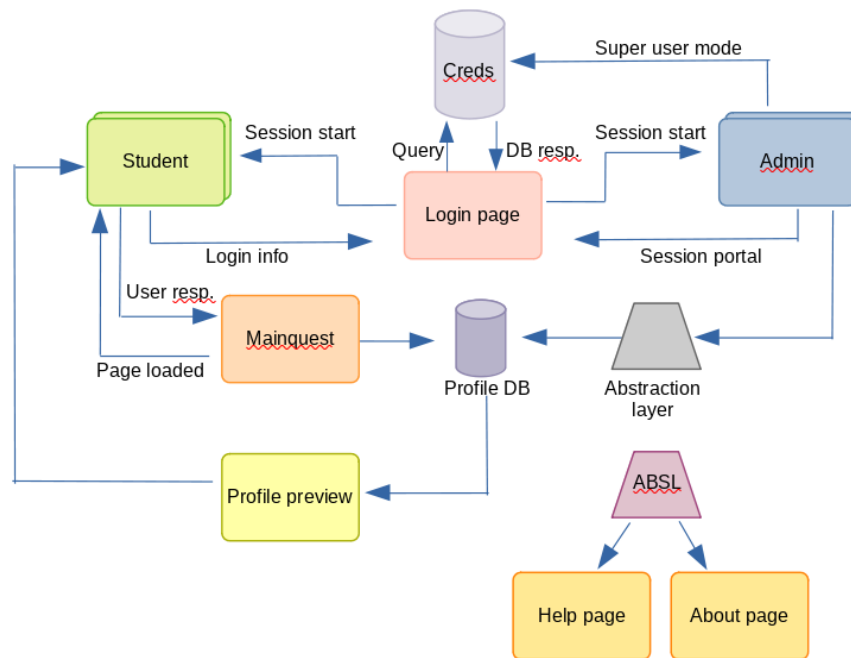 Super user mode
Creds
Session start
Session start
Student
Query
DB resp.
Admin
Login page
Login info
Session portal
User resp.
Mainquest
Page loaded
Profile DB
Abstraction
layer
Profile preview
ABSL
Help page
About page